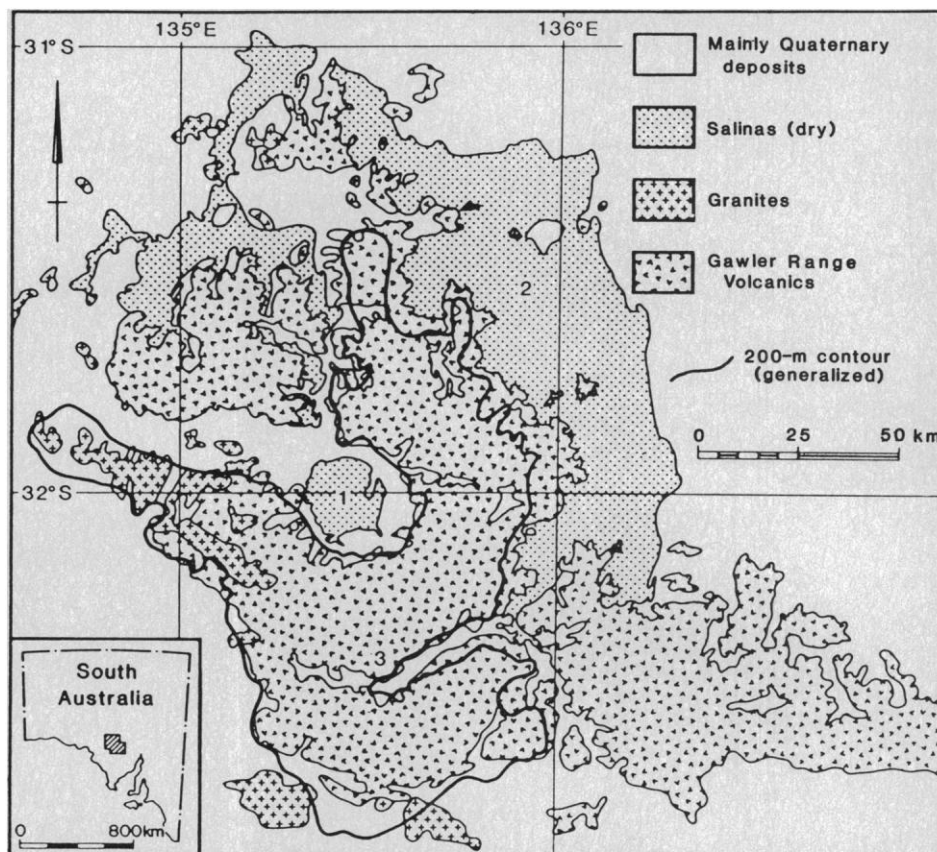 135°E
136°E
31°S
Mainly Quaternary
deposits
Salinas (dry)
Granites
Gawler Range
Volcanics
2
200-m contour
(generalized)
0 25 50 km
32°S
1
3
South
Australia
0 800km